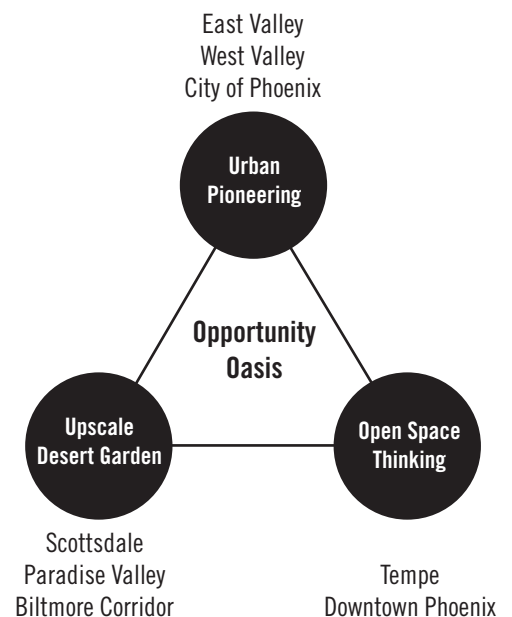 East Valley
West Valley
City of Phoenix
Urban
Pioneering
Opportunity
Oasis
Upscale
Desert Garden
Open Space
Thinking
Scottsdale
Paradise Valley
Biltmore Corridor
Tempe
Downtown Phoenix